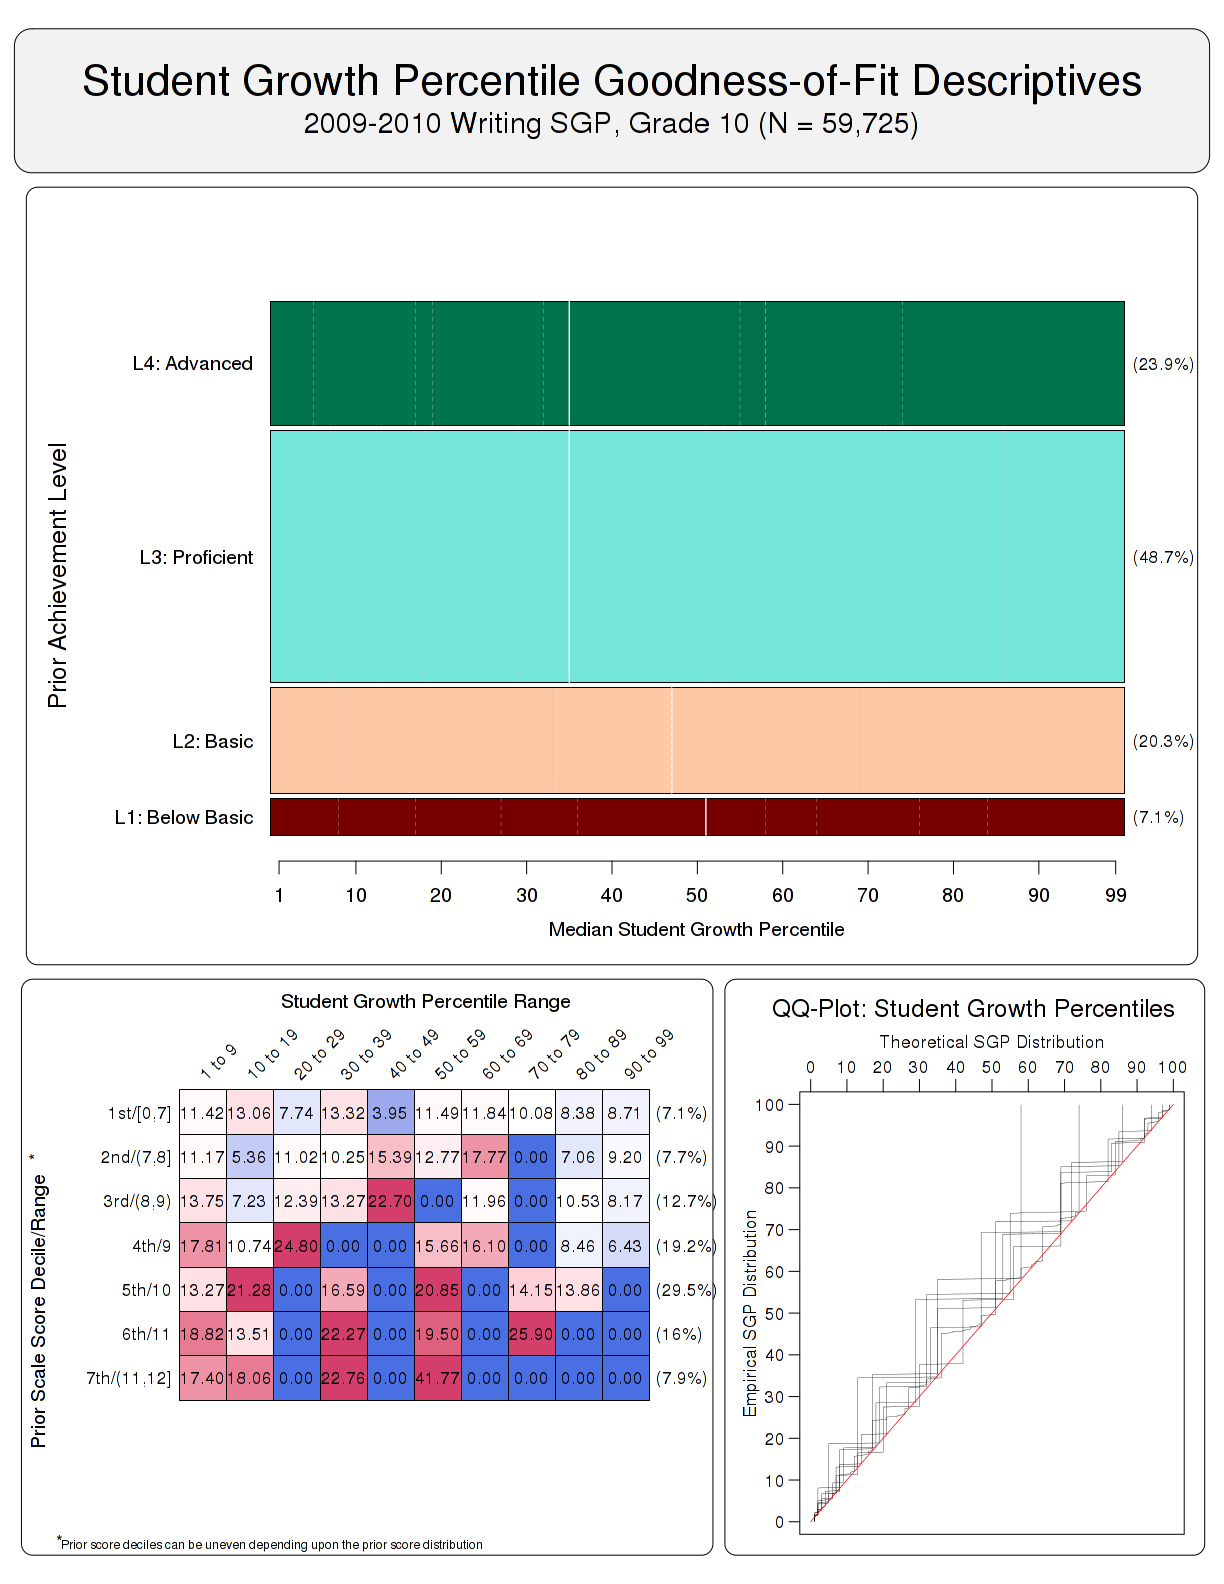 Student Growth Percentile Goodness-of-Fit Descriptives
2009-2010 Writing SGP, Grade 10 (N = 59,725)
Prior Achievement Level
L4: Advanced (23.9%)
L3: Proficient (48.7%)
L2: Basic (20.3%)
L1: Below Basic (7.1%)
1 10 20 30 40 50 60 70 80 90 99
Median Student Growth Percentile
Student Growth Percentile Range
1 to 9 10 to 19 20 to 29 30 to 39 40 to 49 50 to 59 60 to 69 70 to 79 80 to 89 90 to 99
Prior Scale Score Decile/Range *
1st/[0,7] 11.42 13.06 7.74 13.32 3.95 11.49 11.84 10.08 8.38 8.71 (7.1%)
2nd/(7,8] 11.17 5.36 11.02 10.25 15.39 12.77 17.77 0.00 7.06 9.20 (7.7%)
3rd/(8,9) 13.75 7.23 12.39 13.27 22.70 0.00 11.96 0.00 10.53 8.17 (12.7%)
4th/9 17.81 10.74 24.80 0.00 0.00 15.66 16.10 0.00 8.46 6.43 (19.2%)
5th/10 13.27 21.28 0.00 16.59 0.00 20.85 0.00 14.15 13.86 0.00 (29.5%)
6th/11 18.82 13.51 0.00 22.27 0.00 19.50 0.00 25.90 0.00 0.00 (16%)
7th/(11,12] 17.40 18.06 0.00 22.76 0.00 41.77 0.00 0.00 0.00 0.00 (7.9%)
*Prior score deciles can be uneven depending upon the prior score distribution
QQ-Plot: Student Growth Percentiles
Theoretical SGP Distribution
0 10 20 30 40 50 60 70 80 90 100
Empirical SGP Distribution
100
90
80
70
60
50
40
30
20
10
0